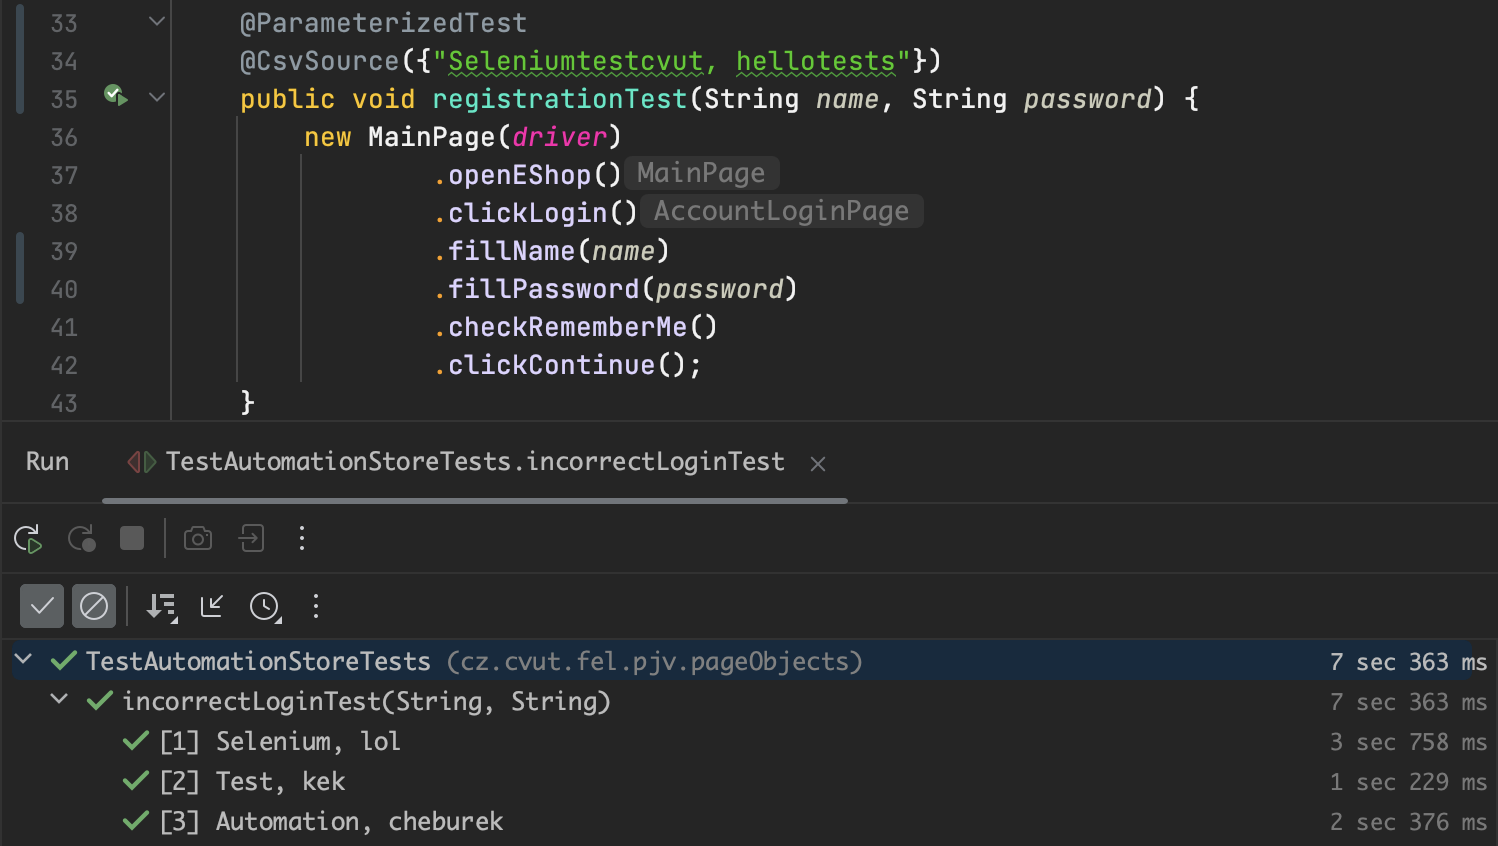 33 @ParameterizedTest
34 @CsvSource({"Seleniumtestcvut, hellotests"})
35 public void registrationTest(String name, String password) {
36 new MainPage(driver)
37 .openEShop() MainPage
38 .clickLogin() AccountLoginPage
39 .fillName(name)
40 .fillPassword(password)
41 .checkRememberMe()
42 .clickContinue();
43 }
Run TestAutomationStoreTests.incorrectLoginTest
TestAutomationStoreTests (cz.cvut.fel.pjv.pageObjects) 7 sec 363 ms
incorrectLoginTest(String, String) 7 sec 363 ms
[1] Selenium, lol 3 sec 758 ms
[2] Test, kek 1 sec 229 ms
[3] Automation, cheburek 2 sec 376 ms